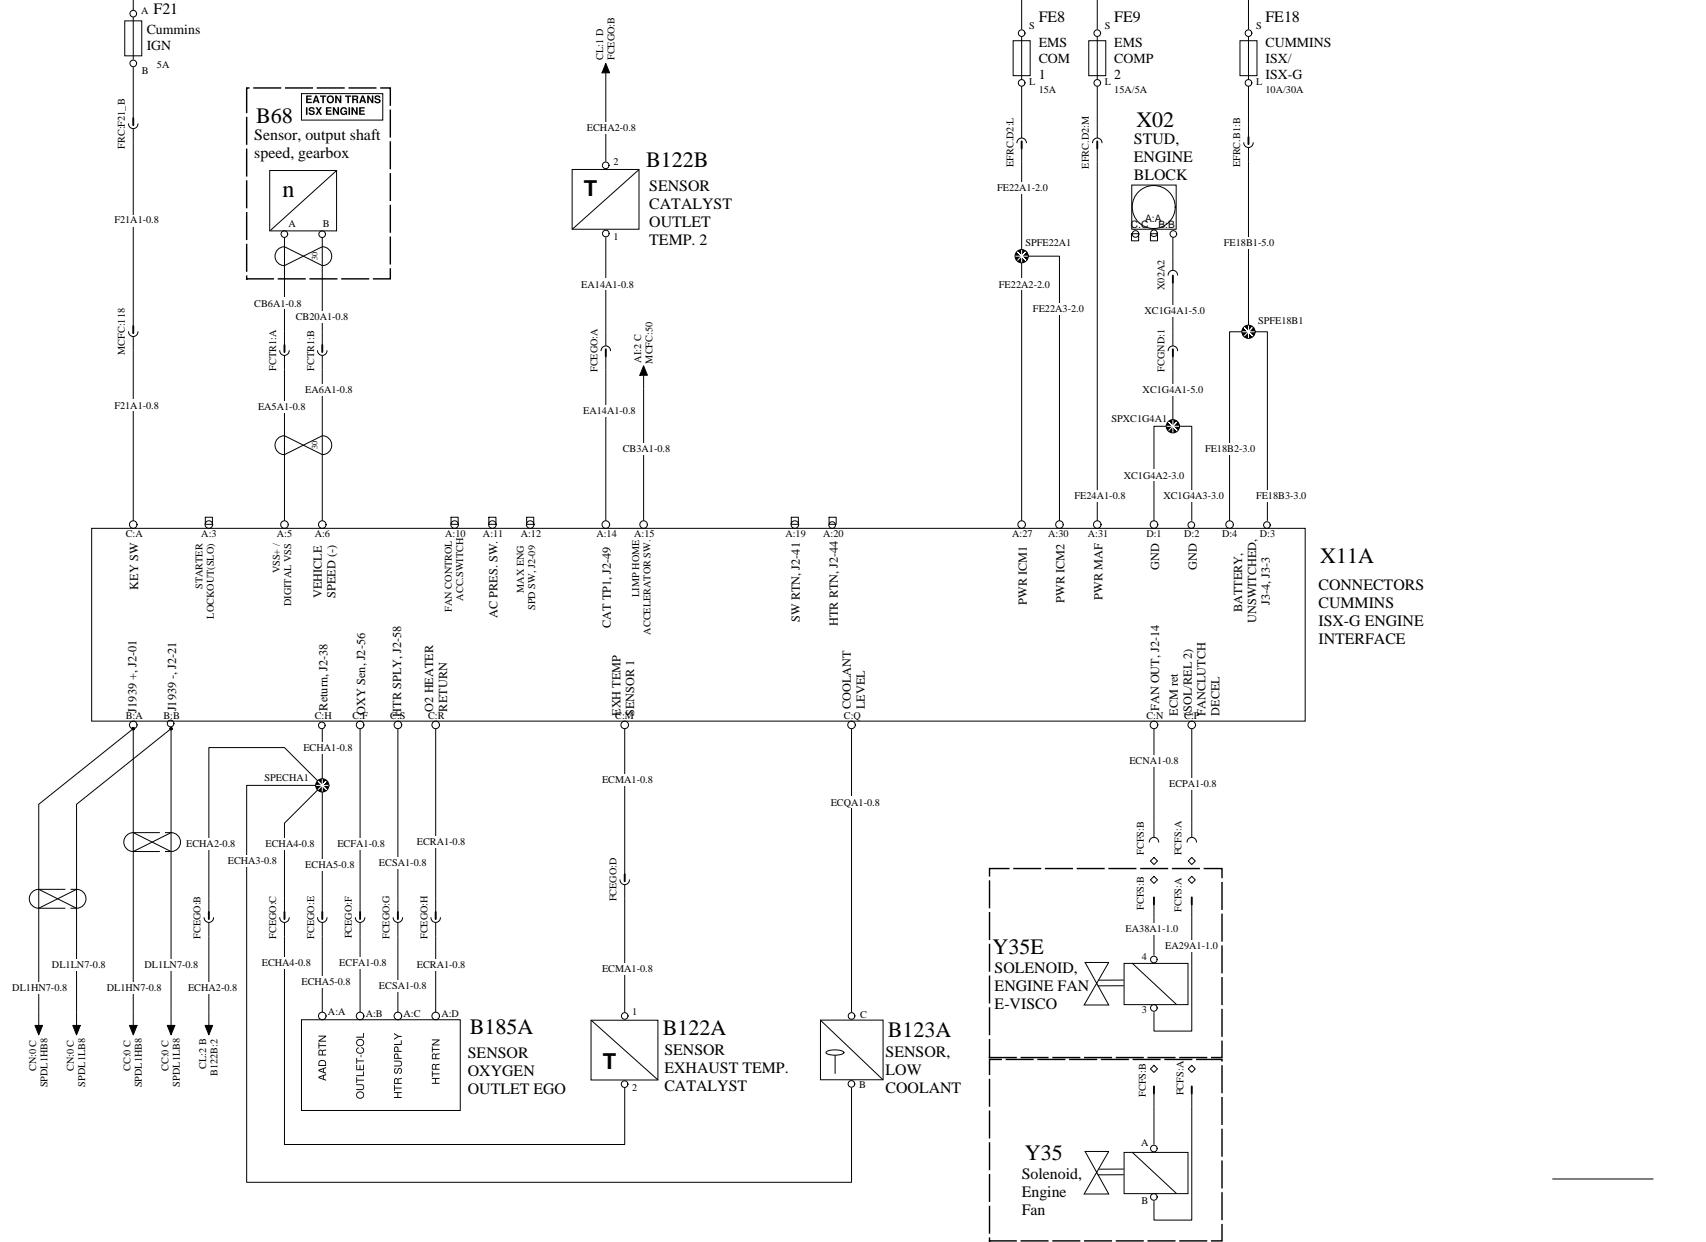 A F21
Cummins
IGN
5A
B
FRC:F21_B
F21A1-0.8
MCFC:118
F21A1-0.8
EATON TRANS
ISX ENGINE
B68
Sensor, output shaft
speed, gearbox
n
A B
30
CB6A1-0.8
CB20A1-0.8
FCTR1:A
FCTR1:B
EA6A1-0.8
EA5A1-0.8
30
CL:1 D
FCEGO:B
ECHA2-0.8
2
B122B
T
SENSOR
CATALYST
OUTLET
TEMP. 2
1
EA14A1-0.8
FCEGO:A
EA14A1-0.8
AI:2 C
MCFC:50
CB3A1-0.8
S FE8
EMS
COM
1
L 15A
EFRC.D2:L
FE22A1-2.0
SPFE22A1
FE22A2-2.0
FE22A3-2.0
S FE9
EMS
COMP
2
L 15A/5A
EFRC.D2:M
FE24A1-0.8
X02
STUD,
ENGINE
BLOCK
A:A
C:C B:B
X02A2
XC1G4A1-5.0
FCGND:1
XC1G4A1-5.0
SPXC1G4A1
XC1G4A2-3.0
XC1G4A3-3.0
S FE18
CUMMINS
ISX/
ISX-G
L 10A/30A
EFRC.B1:B
FE18B1-5.0
SPFE18B1
FE18B2-3.0
FE18B3-3.0
C:A A:3 A:5 A:6 A:10 A:11 A:12 A:14 A:15 A:19 A:20 A:27 A:30 A:31 D:1 D:2 D:4 D:3
KEY SW
STARTER
LOCKOUT(SLO)
VSS+ /
DIGITAL VSS
VEHICLE
SPEED (-)
FAN CONTROL
ACC.SWITCH
AC PRES. SW.
MAX ENG
SPD SW, J2-09
CAT TP1, J2-49
LIMP HOME
ACCELERATOR SW.
SW RTN, J2-41
HTR RTN, J2-44
PWR ICM1
PWR ICM2
PWR MAF
GND
GND
BATTERY,
UNSWITCHED,
J3-4, J3-3
X11A
CONNECTORS
CUMMINS
ISX-G ENGINE
INTERFACE
J1939 +, J2-01
J1939 -, J2-21
Return, J2-38
OXY Sen, J2-56
HTR SPLY, J2-58
O2 HEATER
RETURN
EXH TEMP
SENSOR 1
COOLANT
LEVEL
FAN OUT, J2-14
ECM ret
(SOL/REL 2)
FANCLUTCH
DECEL
B:A B:B C:H C:F C:S C:R C:M C:Q C:N C:P
ECHA1-0.8
SPECHA1
ECHA2-0.8
ECHA3-0.8
ECHA4-0.8
ECHA5-0.8
ECFA1-0.8
ECSA1-0.8
ECRA1-0.8
FCEGO:B
FCEGO:C
FCEGO:E
FCEGO:F
FCEGO:G
FCEGO:H
DL1HN7-0.8
DL1LN7-0.8
DL1HN7-0.8
DL1LN7-0.8
ECHA2-0.8
ECHA4-0.8
ECHA5-0.8
ECFA1-0.8
ECSA1-0.8
ECRA1-0.8
CN:0 C
SPDL1HB8
CN:0 C
SPDL1LB8
CC:0 C
SPDL1HB8
CC:0 C
SPDL1LB8
CL:2 B
B122B:2
A:A A:B A:C A:D
AAD RTN
OUTLET-COL
HTR SUPPLY
HTR RTN
B185A
SENSOR
OXYGEN
OUTLET EGO
ECMA1-0.8
FCEGO:D
ECMA1-0.8
1
T
2
B122A
SENSOR
EXHAUST TEMP.
CATALYST
ECQA1-0.8
C
B
B123A
SENSOR,
LOW
COOLANT
ECNA1-0.8
ECPA1-0.8
FCFS:B
FCFS:A
FCFS:B
FCFS:A
EA38A1-1.0
EA29A1-1.0
Y35E
SOLENOID,
ENGINE FAN
E-VISCO
4
3
FCFS:B
FCFS:A
A
B
Y35
Solenoid,
Engine
Fan